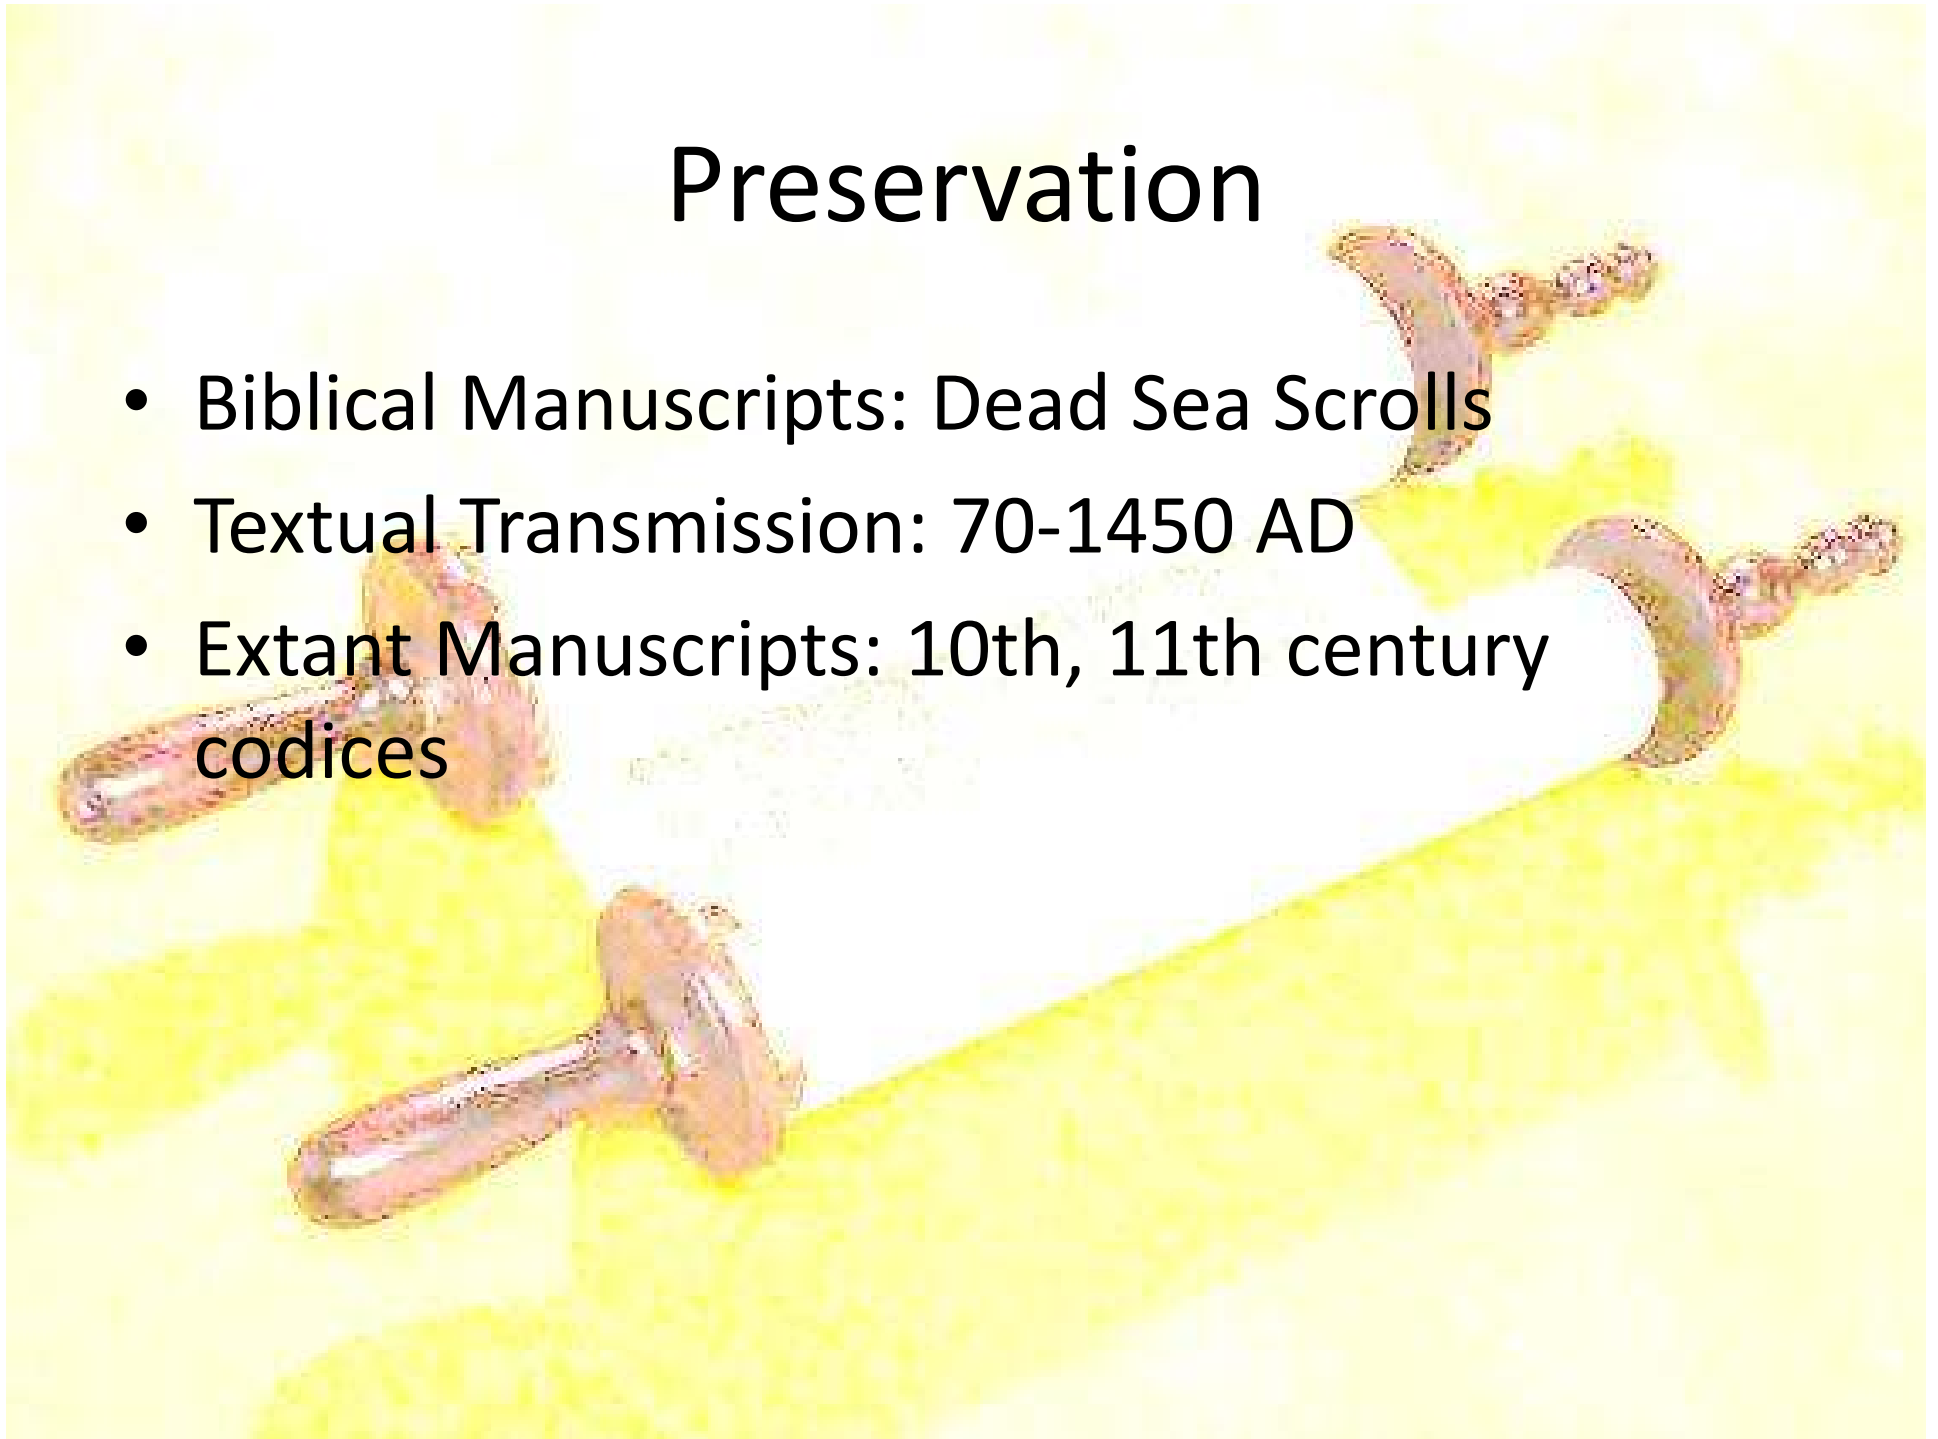 Preservation
• Biblical Manuscripts: Dead Sea Scrolls
• Textual Transmission: 70-1450 AD
• Extant Manuscripts: 10th, 11th century
codices